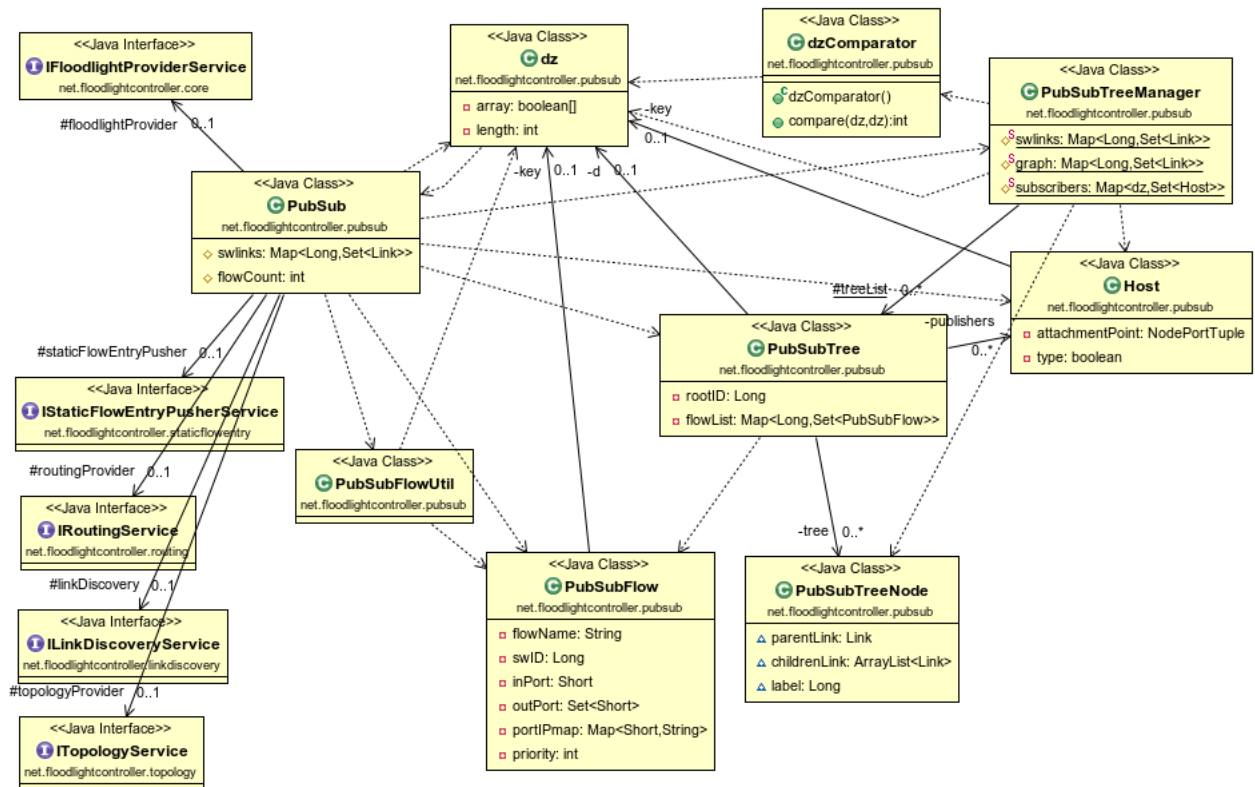 <<Java Interface>>
IFloodlightProviderService
net.floodlightcontroller.core
#floodlightProvider 0..1
<<Java Class>>
dz
net.floodlightcontroller.pubsub
array: boolean[]
length: int
<<Java Class>>
dzComparator
net.floodlightcontroller.pubsub
dzComparator()
compare(dz,dz):int
<<Java Class>>
PubSubTreeManager
net.floodlightcontroller.pubsub
swlinks: Map<Long,Set<Link>>
graph: Map<Long,Set<Link>>
subscribers: Map<dz,Set<Host>>
-key
0..1
-key 0..1
-d 0..1
<<Java Class>>
PubSub
net.floodlightcontroller.pubsub
swlinks: Map<Long,Set<Link>>
flowCount: int
<<Java Class>>
Host
net.floodlightcontroller.pubsub
attachmentPoint: NodePortTuple
type: boolean
#treeList 0..*
-publishers
0..*
<<Java Class>>
PubSubTree
net.floodlightcontroller.pubsub
rootID: Long
flowList: Map<Long,Set<PubSubFlow>>
#staticFlowEntryPusher 0..1
<<Java Interface>>
IStaticFlowEntryPusherService
net.floodlightcontroller.staticflowentry
#routingProvider 0..1
<<Java Interface>>
IRoutingService
net.floodlightcontroller.routing
#linkDiscovery 0..1
<<Java Interface>>
ILinkDiscoveryService
net.floodlightcontroller.linkdiscovery
#topologyProvider 0..1
<<Java Interface>>
ITopologyService
net.floodlightcontroller.topology
<<Java Class>>
PubSubFlowUtil
net.floodlightcontroller.pubsub
<<Java Class>>
PubSubFlow
net.floodlightcontroller.pubsub
flowName: String
swID: Long
inPort: Short
outPort: Set<Short>
portIPmap: Map<Short,String>
priority: int
-tree 0..*
<<Java Class>>
PubSubTreeNode
net.floodlightcontroller.pubsub
parentLink: Link
childrenLink: ArrayList<Link>
label: Long